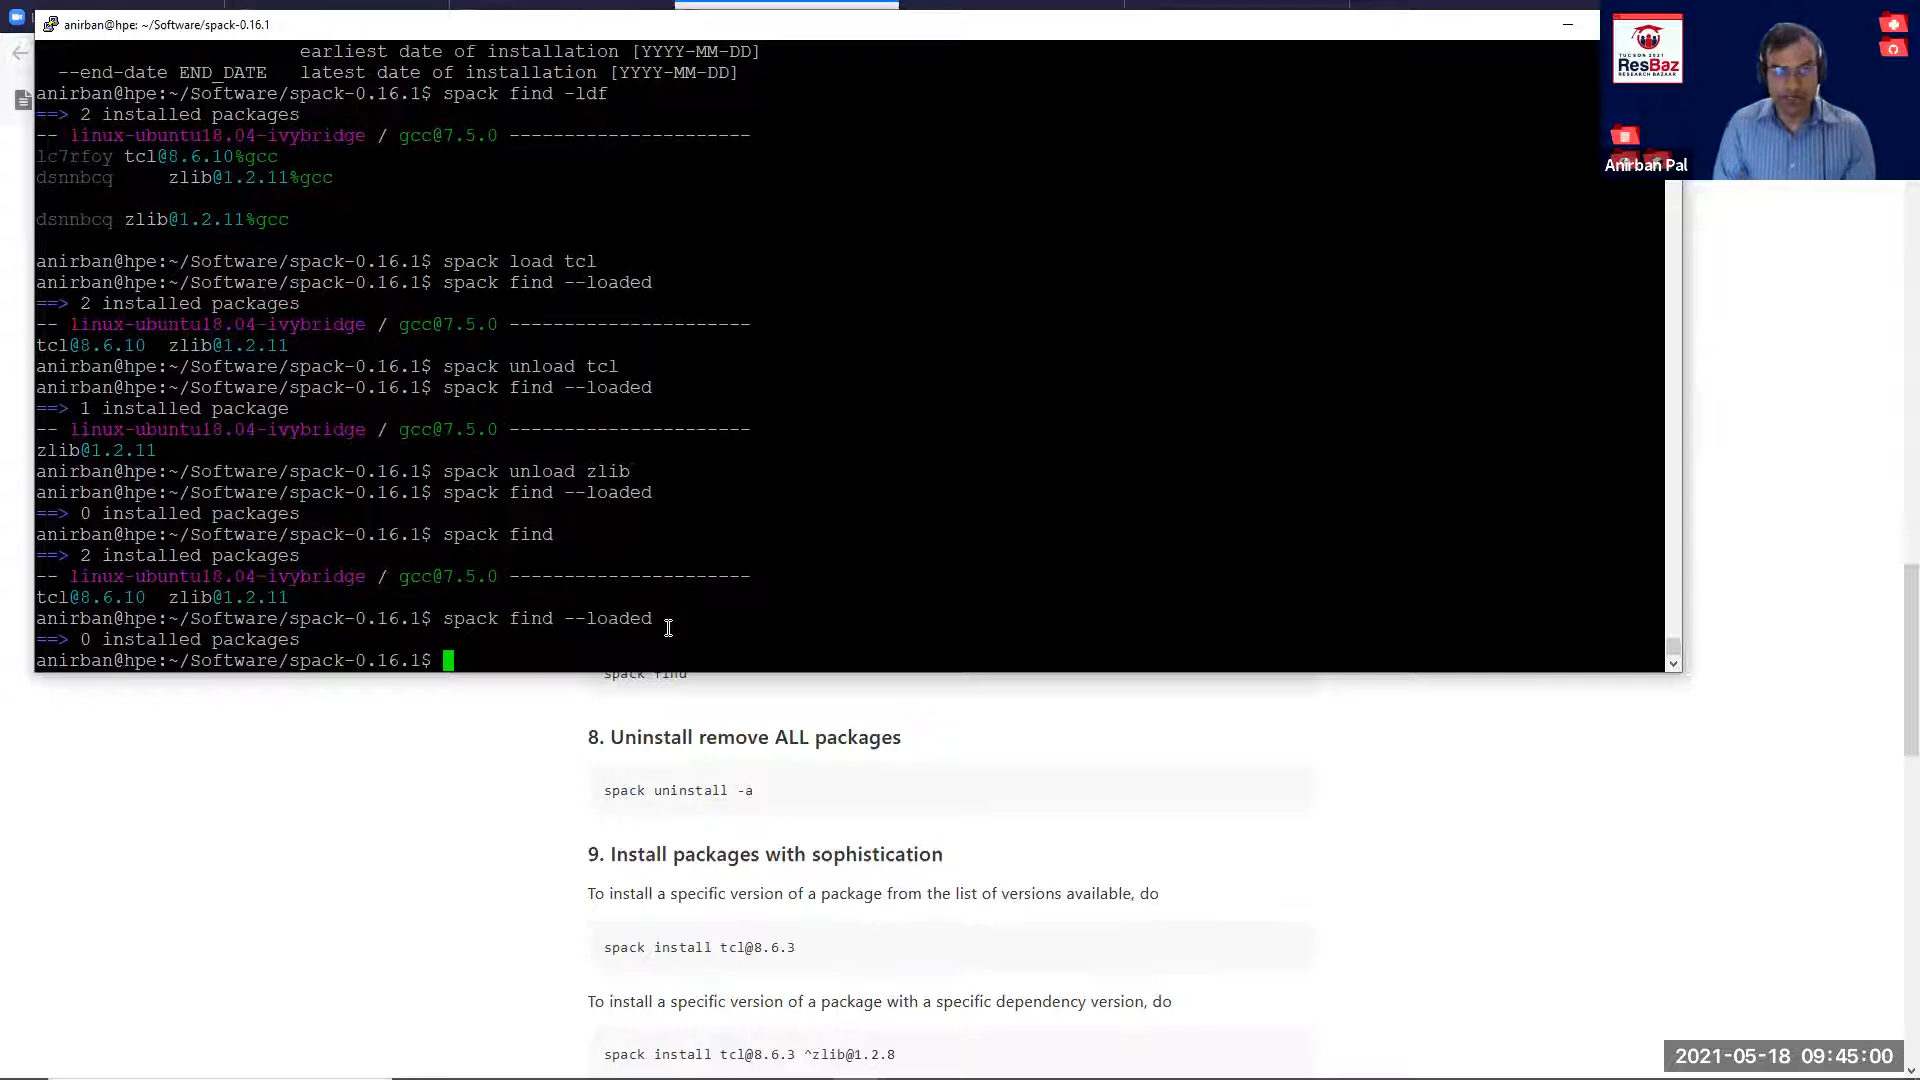 anirban@hpe: ~/Software/spack-0.16.1
earliest date of installation [YYYY-MM-DD]
--end-date END_DATE   latest date of installation [YYYY-MM-DD]
anirban@hpe:~/Software/spack-0.16.1$ spack find -ldf
==> 2 installed packages
-- linux-ubuntu18.04-ivybridge / gcc@7.5.0 ----------------------
lc7rfoy tcl@8.6.10%gcc
dsnnbcq     zlib@1.2.11%gcc
dsnnbcq zlib@1.2.11%gcc
anirban@hpe:~/Software/spack-0.16.1$ spack load tcl
anirban@hpe:~/Software/spack-0.16.1$ spack find --loaded
==> 2 installed packages
-- linux-ubuntu18.04-ivybridge / gcc@7.5.0 ----------------------
tcl@8.6.10  zlib@1.2.11
anirban@hpe:~/Software/spack-0.16.1$ spack unload tcl
anirban@hpe:~/Software/spack-0.16.1$ spack find --loaded
==> 1 installed package
-- linux-ubuntu18.04-ivybridge / gcc@7.5.0 ----------------------
zlib@1.2.11
anirban@hpe:~/Software/spack-0.16.1$ spack unload zlib
anirban@hpe:~/Software/spack-0.16.1$ spack find --loaded
==> 0 installed packages
anirban@hpe:~/Software/spack-0.16.1$ spack find
==> 2 installed packages
-- linux-ubuntu18.04-ivybridge / gcc@7.5.0 ----------------------
tcl@8.6.10  zlib@1.2.11
anirban@hpe:~/Software/spack-0.16.1$ spack find --loaded
==> 0 installed packages
anirban@hpe:~/Software/spack-0.16.1$
spack find
8. Uninstall remove ALL packages
spack uninstall -a
9. Install packages with sophistication
To install a specific version of a package from the list of versions available, do
spack install tcl@8.6.3
To install a specific version of a package with a specific dependency version, do
spack install tcl@8.6.3 ^zlib@1.2.8
TUCSON 2021
ResBaz
RESEARCH BAZAAR
Anirban Pal
2021-05-18 09:45:00